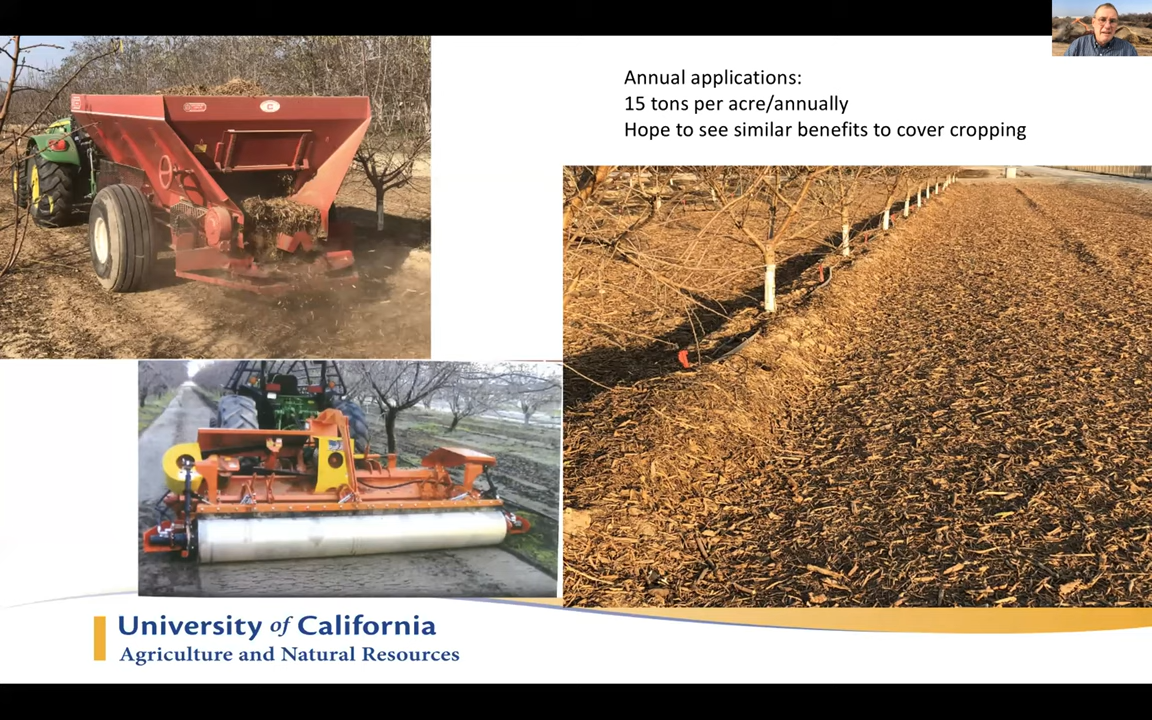 Annual applications:
15 tons per acre/annually
Hope to see similar benefits to cover cropping
University of California
Agriculture and Natural Resources